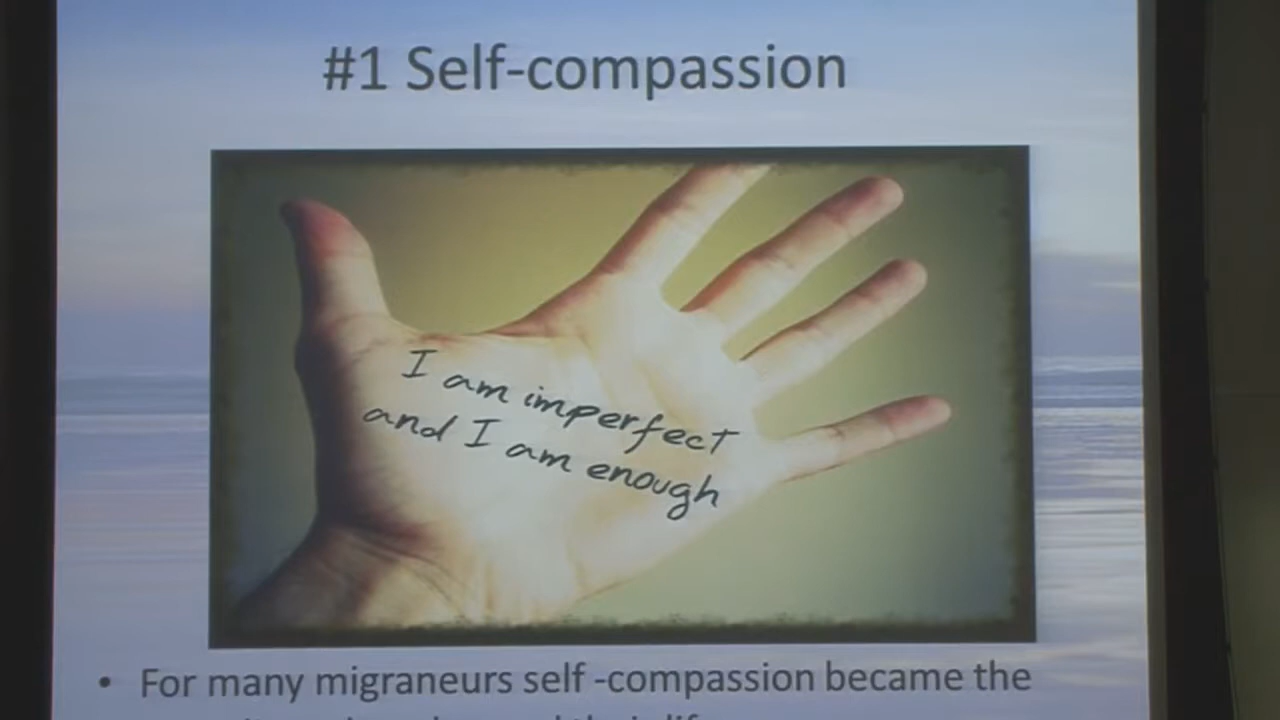 #1 Self-compassion
I am imperfect
and I am enough
• For many migraneurs self -compassion became the